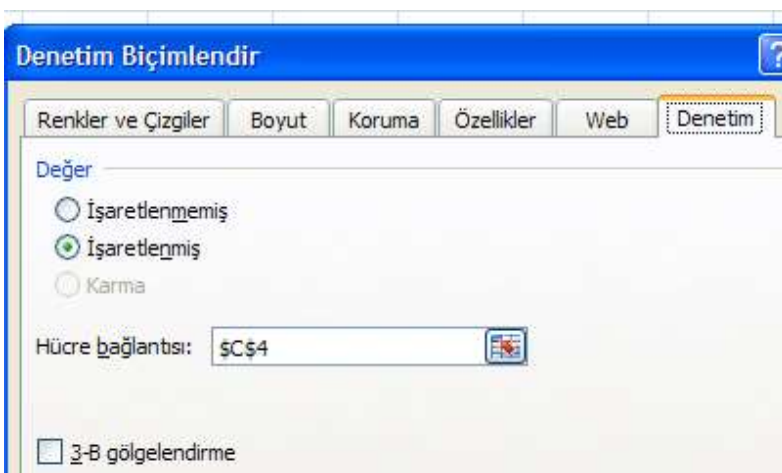 Denetim Biçimlendir
?
Renkler ve Çizgiler Boyut Koruma Özellikler Web Denetim
Değer
İşaretlenmemiş
İşaretlenmiş
Karma
Hücre bağlantısı: $C$4
3-B gölgelendirme